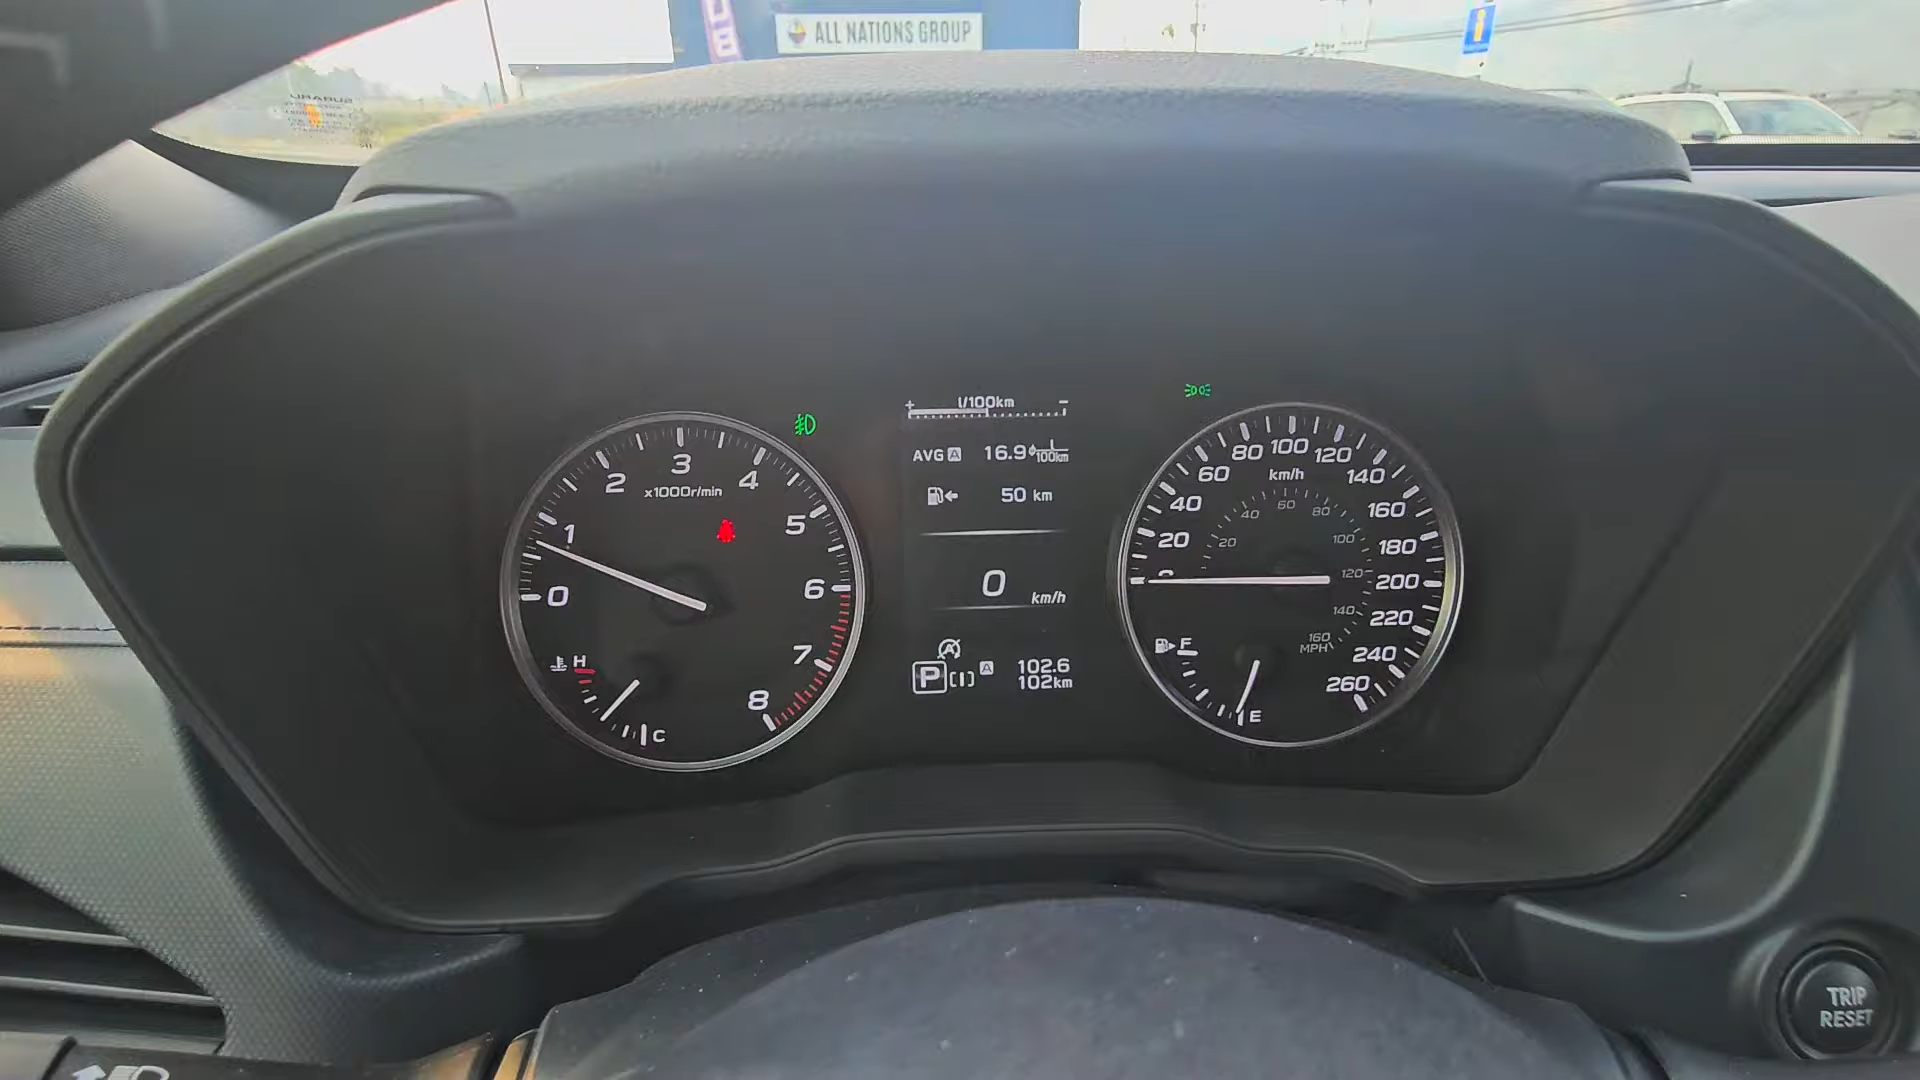 ALL NATIONS GROUP
SUBARU
+ l/100km -
AVG A 16.9 L/100km
50 km
0 km/h
P A 102.6
102km
0 1 2 3 4 5 6 7 8
x1000r/min
H
C
0 20 40 60 80 100 120 140 160 180 200 220 240 260
km/h
20 40 60 80 100 120 140 160
MPH
F
E
TRIP
RESET